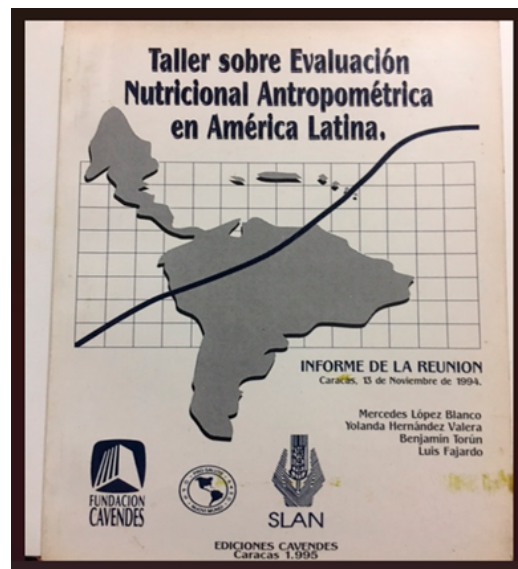 Taller sobre Evaluación
Nutricional Antropométrica
en América Latina.
INFORME DE LA REUNION
Caracas, 13 de Noviembre de 1994.
Mercedes López Blanco
Yolanda Hernández Valera
Benjamín Torún
Luis Fajardo
FUNDACION
CAVENDES
SLAN
EDICIONES CAVENDES
Caracas 1.995